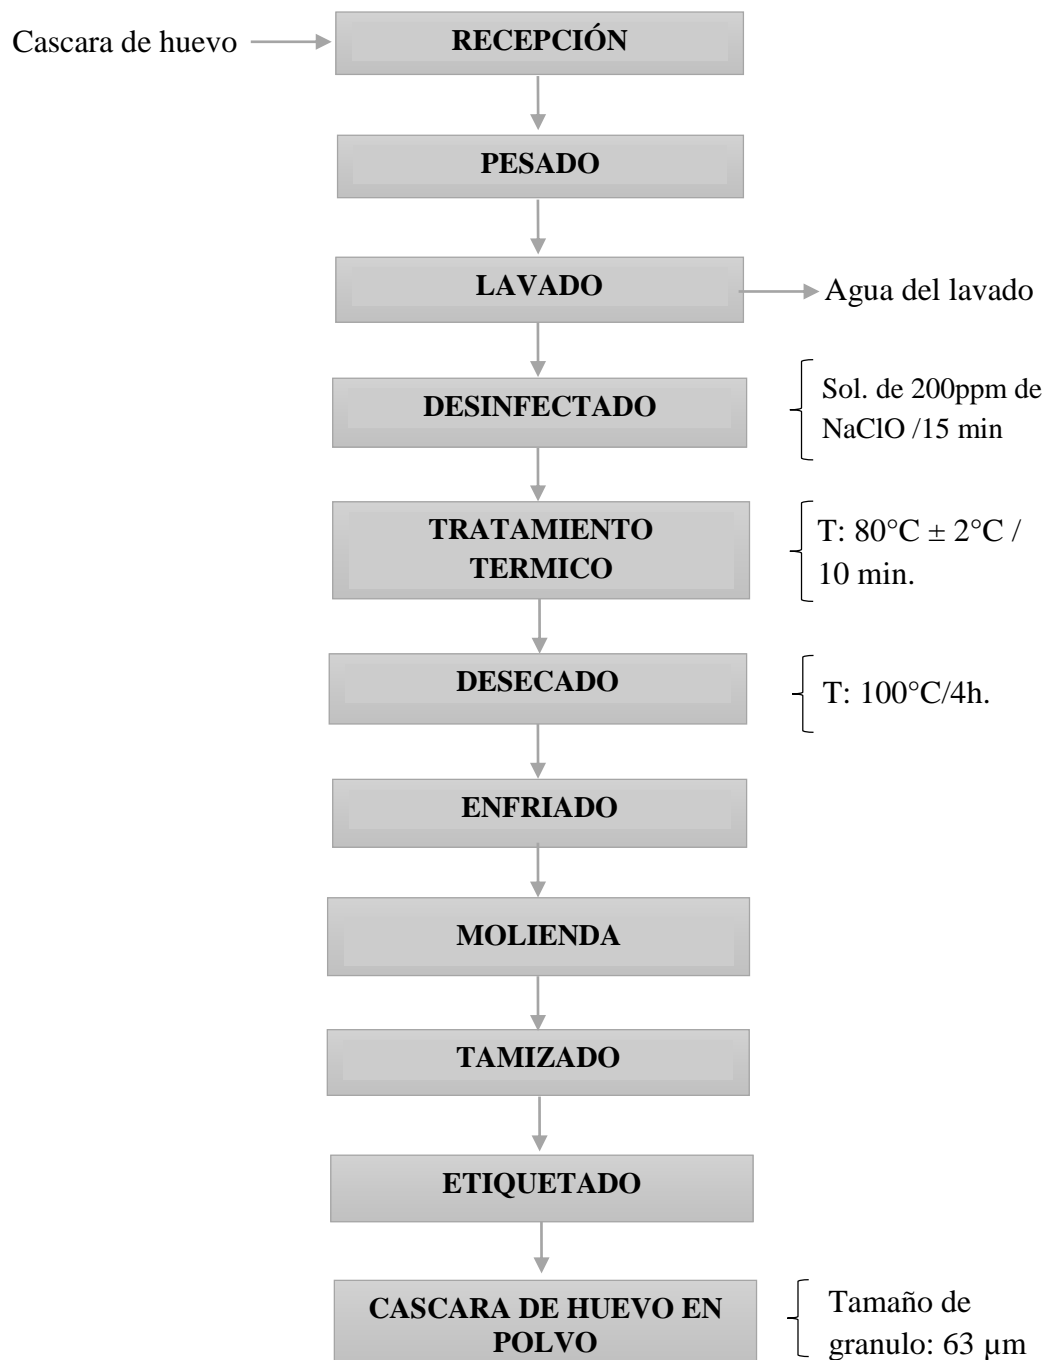 Cascara de huevo
RECEPCIÓN
PESADO
LAVADO
Agua del lavado
DESINFECTADO
Sol. de 200ppm de
NaClO /15 min
TRATAMIENTO
TERMICO
T: 80°C ± 2°C /
10 min.
DESECADO
T: 100°C/4h.
ENFRIADO
MOLIENDA
TAMIZADO
ETIQUETADO
CASCARA DE HUEVO EN
POLVO
Tamaño de
granulo: 63 µm